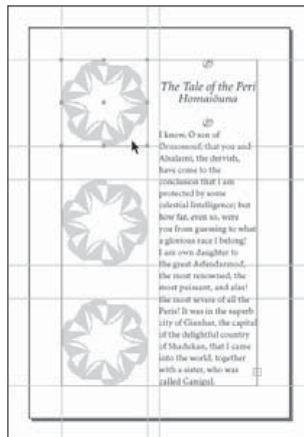 The Tale of the Peri
Homaïouna
I know, O son of
that you and
Abalaini, the dervish,
have come to the
conclusion that I am
protected by some
celestial Intelligence; but
how far, even so, were
you from guessing to what
a glorious race I belong!
I am own daughter to
the great Asfendarmod,
the most renowned, the
most puissant, and alas!
the most severe of all the
Peris! It was in the superb
city of Gianhar, the capital
of the delightful country
of Shadukan, that I came
into the world, together
with a sister, who was
called Ganigul.